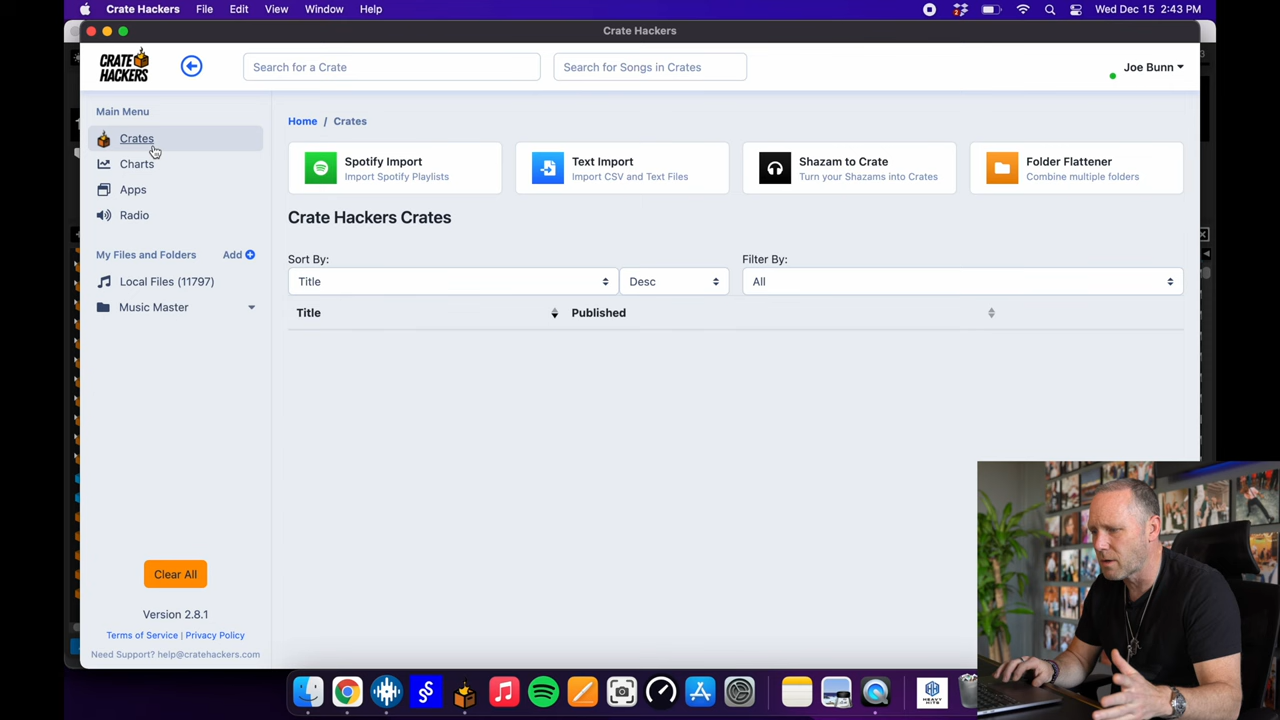 Crate Hackers File Edit View Window Help Wed Dec 15 2:43 PM
Crate Hackers
CRATE
HACKERS
Search for a Crate
Search for Songs in Crates
Joe Bunn
Main Menu
Crates
Charts
Apps
Radio
My Files and Folders Add
Local Files (11797)
Music Master
Clear All
Version 2.8.1
Terms of Service | Privacy Policy
Need Support? help@cratehackers.com
Home / Crates
Spotify Import
Import Spotify Playlists
Text Import
Import CSV and Text Files
Shazam to Crate
Turn your Shazams into Crates
Folder Flattener
Combine multiple folders
Crate Hackers Crates
Sort By:
Filter By:
Title
Desc
All
Title
Published
HEAVY
HITS